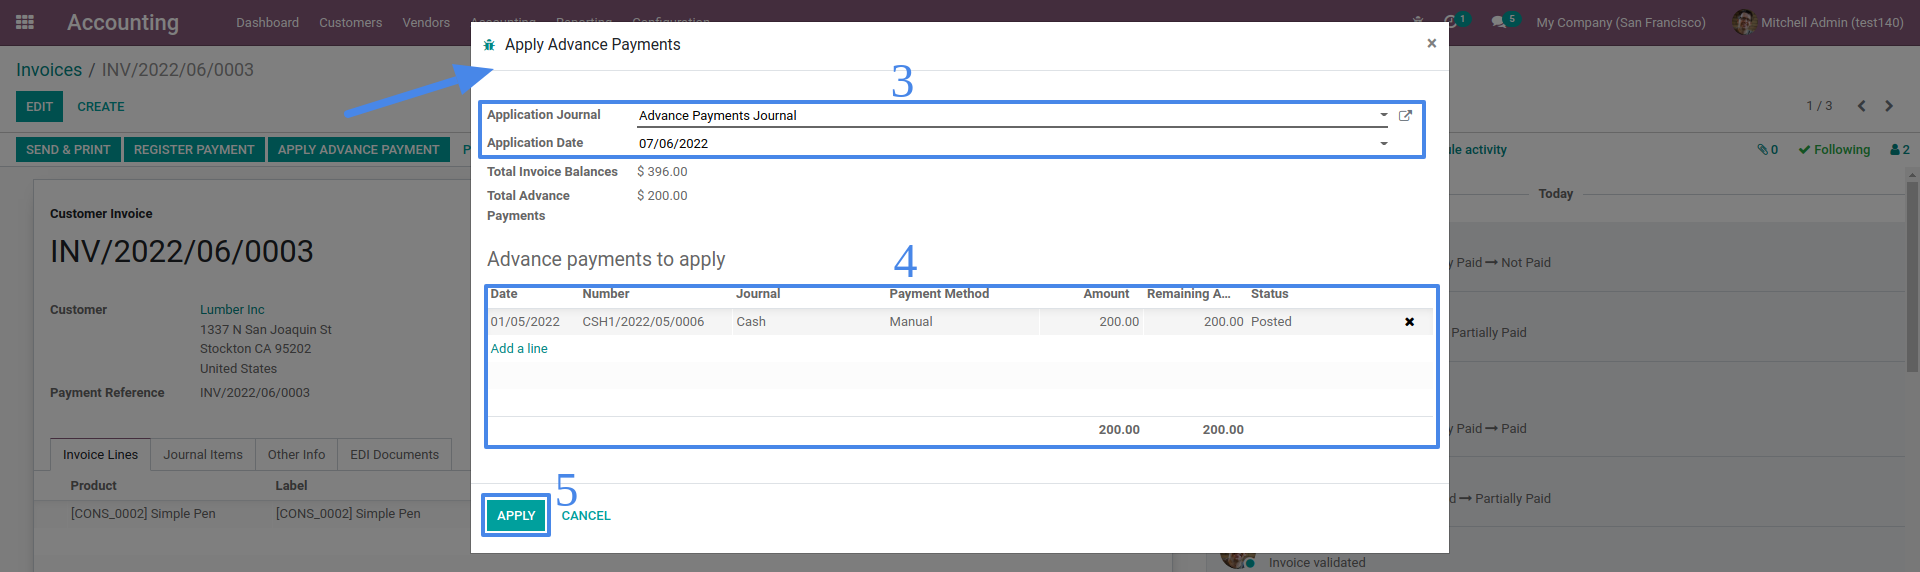 Accounting
Dashboard Customers Vendors Accounting Reporting Configuration
1 5 My Company (San Francisco) Mitchell Admin (test140)
Apply Advance Payments ×
Invoices / INV/2022/06/0003
EDIT CREATE
1 / 3
3
Application Journal Advance Payments Journal
Application Date 07/06/2022
SEND & PRINT REGISTER PAYMENT APPLY ADVANCE PAYMENT P
le activity 0 Following 2
Total Invoice Balances $ 396.00
Total Advance Payments $ 200.00
Today
Customer Invoice
INV/2022/06/0003
4
Advance payments to apply
y Paid → Not Paid
Date Number Journal Payment Method Amount Remaining A... Status
01/05/2022 CSH1/2022/05/0006 Cash Manual 200.00 200.00 Posted
Add a line
200.00 200.00
Customer Lumber Inc
1337 N San Joaquin St
Stockton CA 95202
United States
Partially Paid
Payment Reference INV/2022/06/0003
y Paid → Paid
Invoice Lines Journal Items Other Info EDI Documents
Product Label
[CONS_0002] Simple Pen [CONS_0002] Simple Pen
5
APPLY CANCEL
d → Partially Paid
Invoice validated